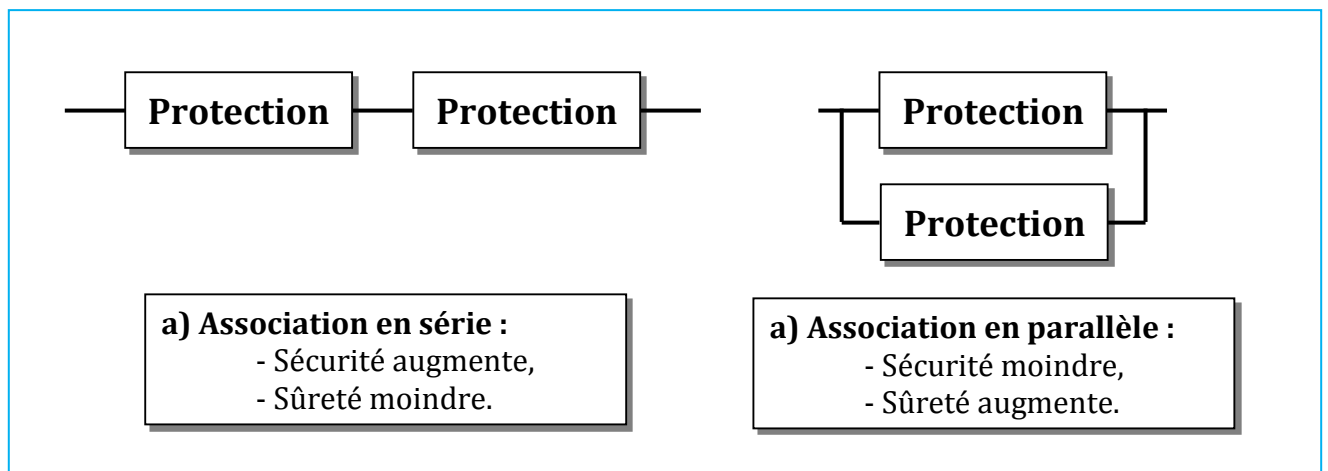 Protection
Protection
Protection
Protection
a) Association en série :
- Sécurité augmente,
- Sûreté moindre.
a) Association en parallèle :
- Sécurité moindre,
- Sûreté augmente.